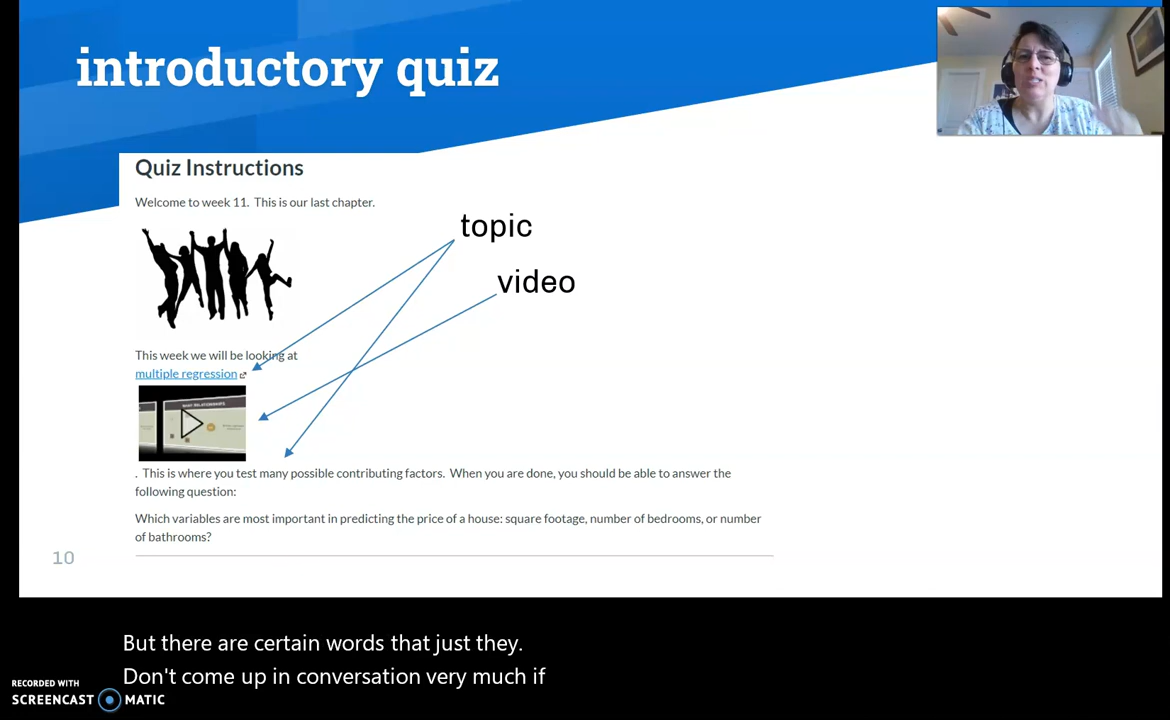 introductory quiz
Quiz Instructions
Welcome to week 11. This is our last chapter.
topic
video
This week we will be looking at
multiple regression
. This is where you test many possible contributing factors. When you are done, you should be able to answer the
following question:
Which variables are most important in predicting the price of a house: square footage, number of bedrooms, or number
of bathrooms?
10
But there are certain words that just they.
Don't come up in conversation very much if
RECORDED WITH
SCREENCAST MATIC